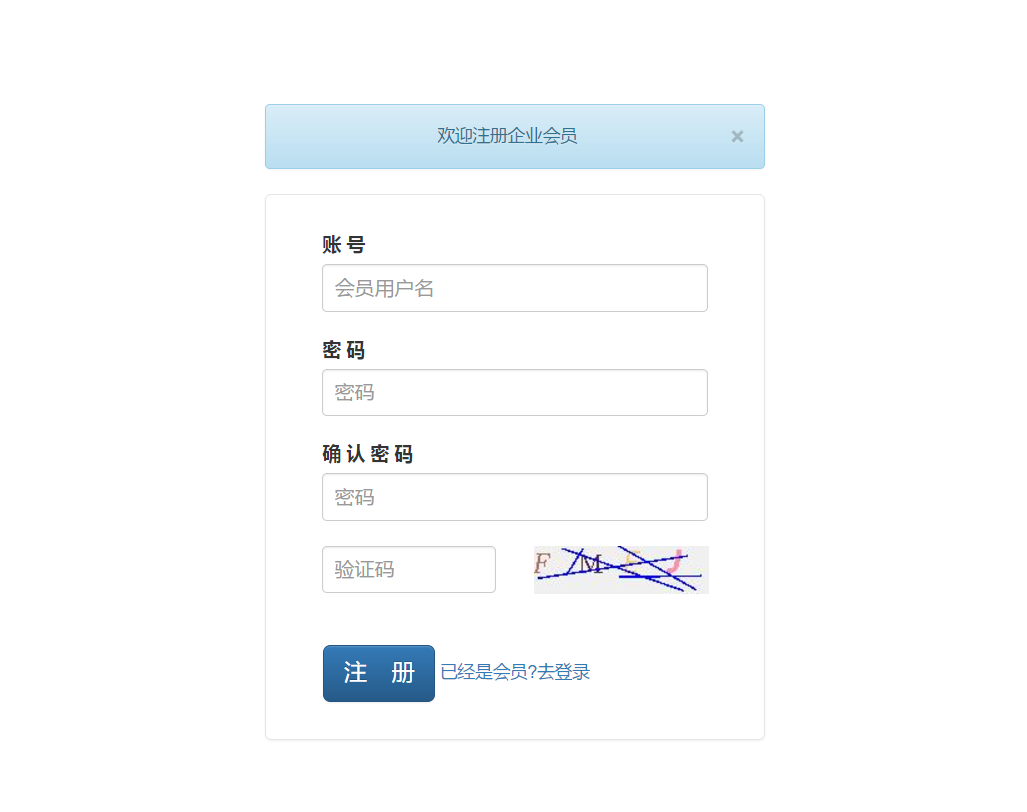 欢迎注册企业会员
×
账 号
会员用户名
密 码
密码
确 认 密 码
密码
验证码
注 册 已经是会员?去登录